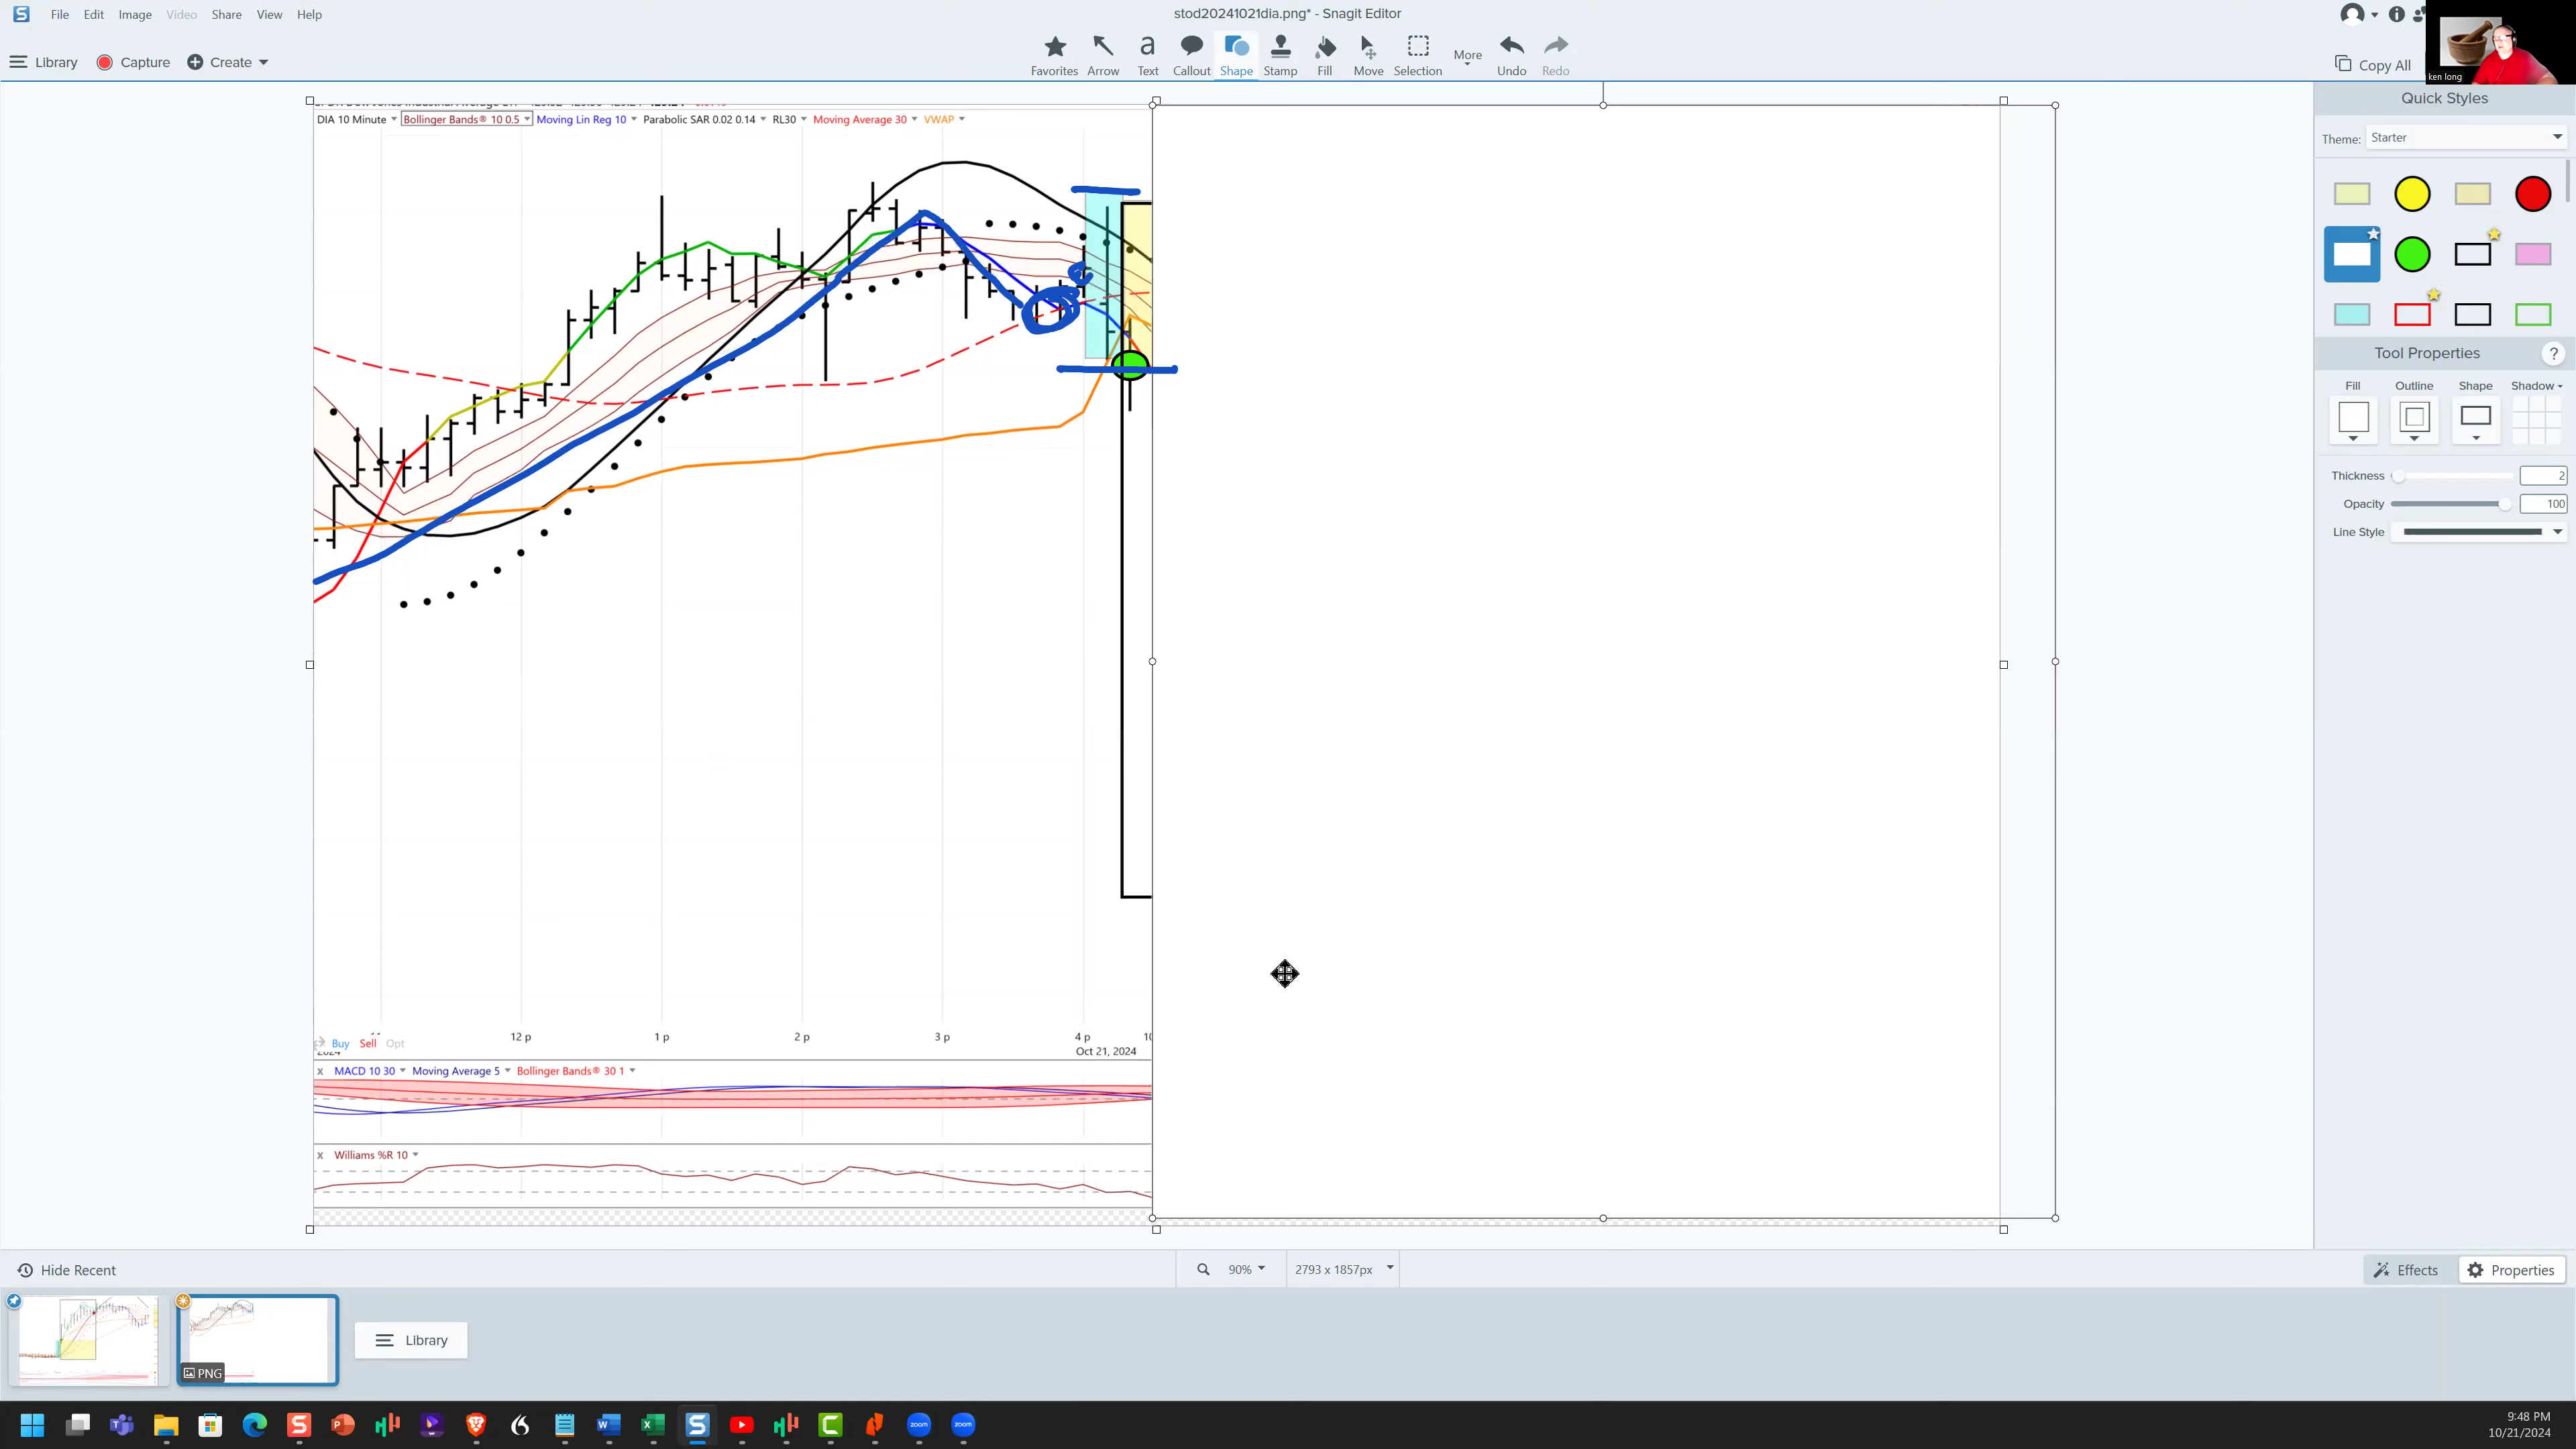 File Edit Image Video Share View Help
stod20241021dia.png* - Snagit Editor
Library Capture Create
Favorites Arrow Text Callout Shape Stamp Fill Move Selection More Undo Redo
Copy All
ken long
Quick Styles
Theme: Starter
DIA 10 Minute Bollinger Bands® 10 0.5 Moving Lin Reg 10 Parabolic SAR 0.02 0.14 RL30 Moving Average 30 VWAP
Tool Properties ?
Fill Outline Shape Shadow
Thickness 2
Opacity 100
Line Style
12 p 1 p 2 p 3 p 4 p
Buy Sell Opt
Oct 21, 2024
x MACD 10 30 Moving Average 5 Bollinger Bands® 30 1
x Williams %R 10
Hide Recent
90% 2793 x 1857px
Effects Properties
PNG
Library
zoom zoom
9:48 PM
10/21/2024